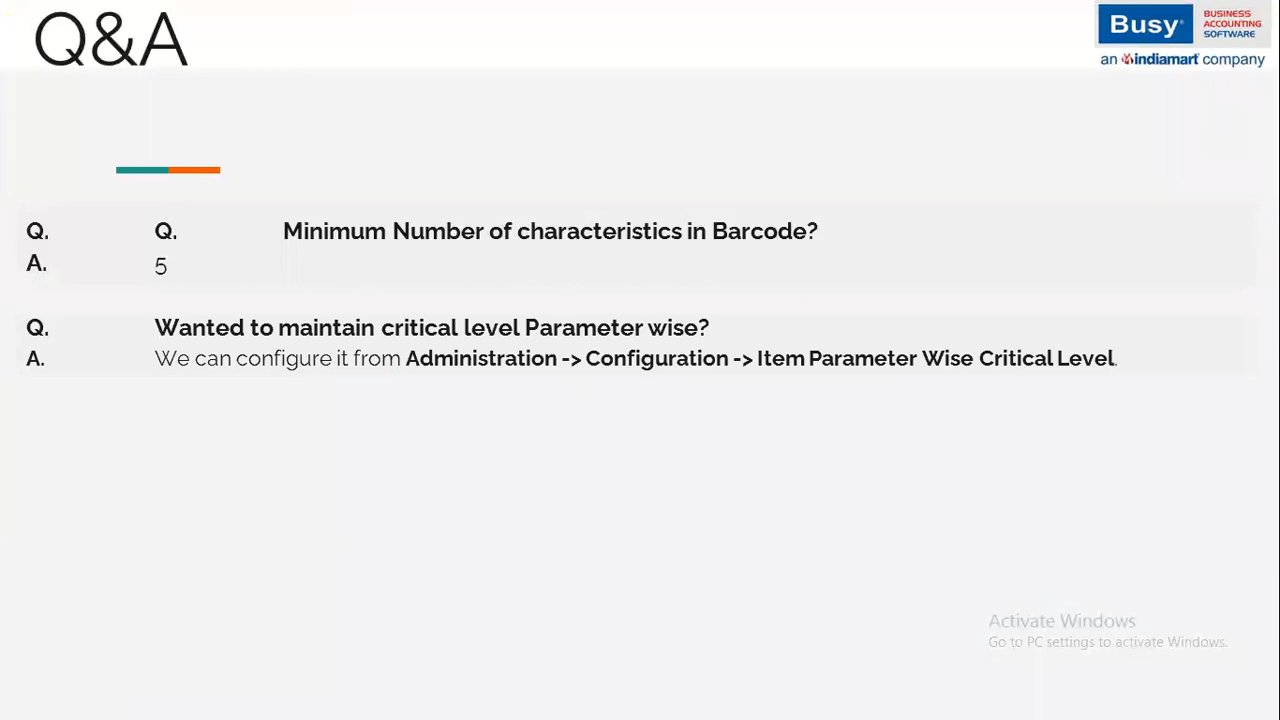 Q&A
Busy
BUSINESS
ACCOUNTING
SOFTWARE
an indiamart company
Q. Q. Minimum Number of characteristics in Barcode?
A. 5
Q. Wanted to maintain critical level Parameter wise?
A. We can configure it from Administration -> Configuration -> Item Parameter Wise Critical Level.
Activate Windows
Go to PC settings to activate Windows.